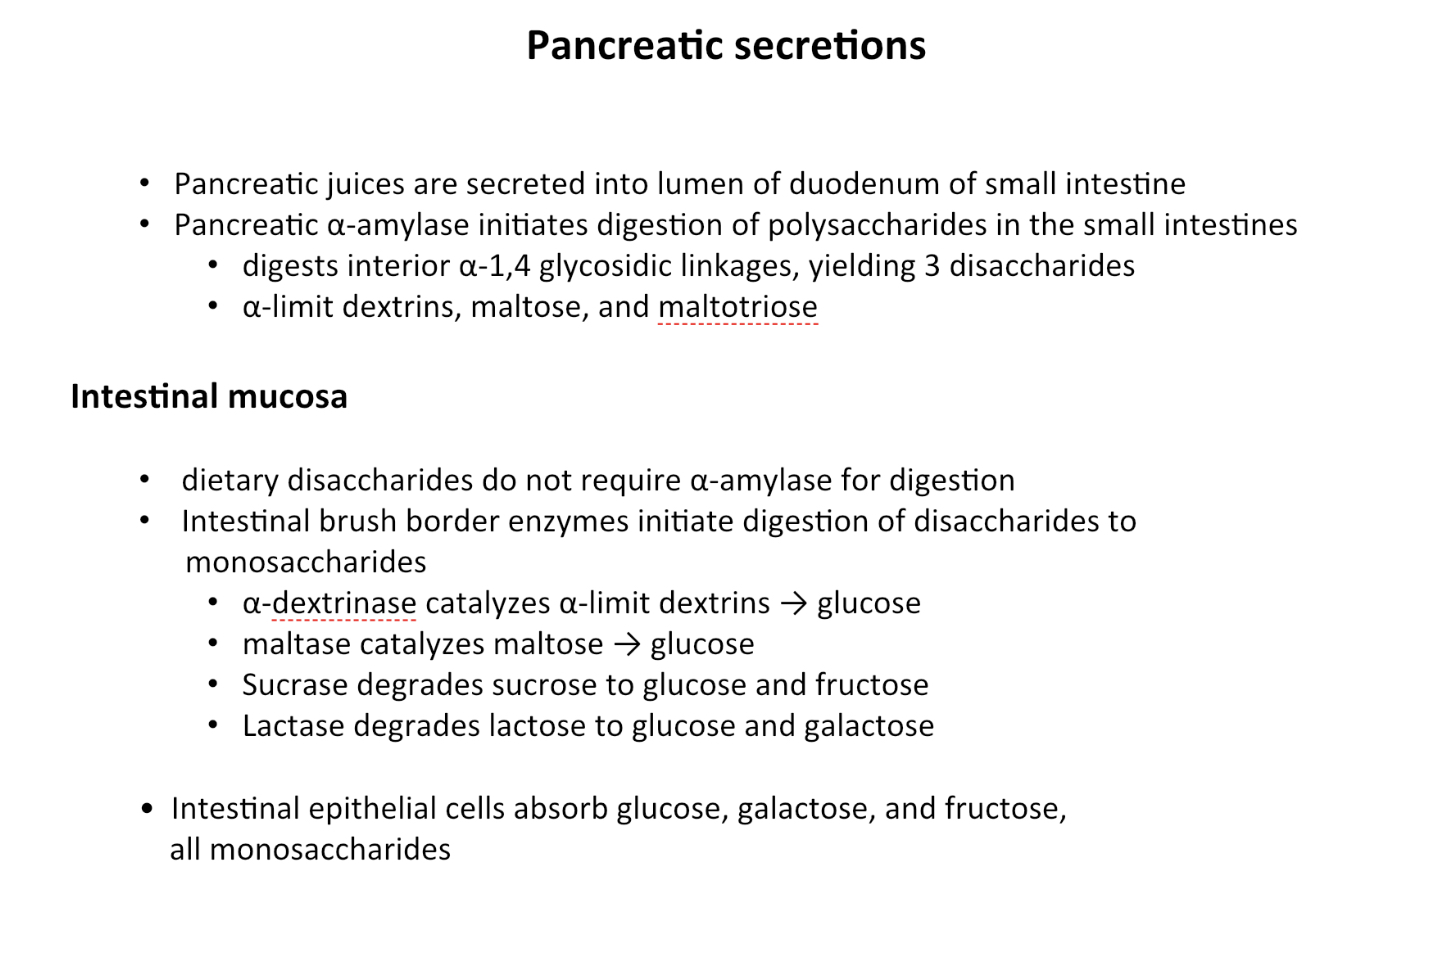 Pancreatic secretions
• Pancreatic juices are secreted into lumen of duodenum of small intestine
• Pancreatic α-amylase initiates digestion of polysaccharides in the small intestines
• digests interior α-1,4 glycosidic linkages, yielding 3 disaccharides
• α-limit dextrins, maltose, and maltotriose
Intestinal mucosa
• dietary disaccharides do not require α-amylase for digestion
• Intestinal brush border enzymes initiate digestion of disaccharides to
monosaccharides
• α-dextrinase catalyzes α-limit dextrins → glucose
• maltase catalyzes maltose → glucose
• Sucrase degrades sucrose to glucose and fructose
• Lactase degrades lactose to glucose and galactose
• Intestinal epithelial cells absorb glucose, galactose, and fructose,
all monosaccharides